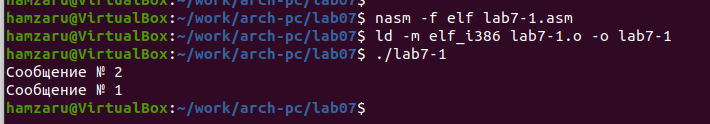 hamzaru@VirtualBox:~/work/arch-pc/lab07$ nasm -f elf lab7-1.asm
hamzaru@VirtualBox:~/work/arch-pc/lab07$ ld -m elf_i386 lab7-1.o -o lab7-1
hamzaru@VirtualBox:~/work/arch-pc/lab07$ ./lab7-1
Сообщение № 2
Сообщение № 1
hamzaru@VirtualBox:~/work/arch-pc/lab07$